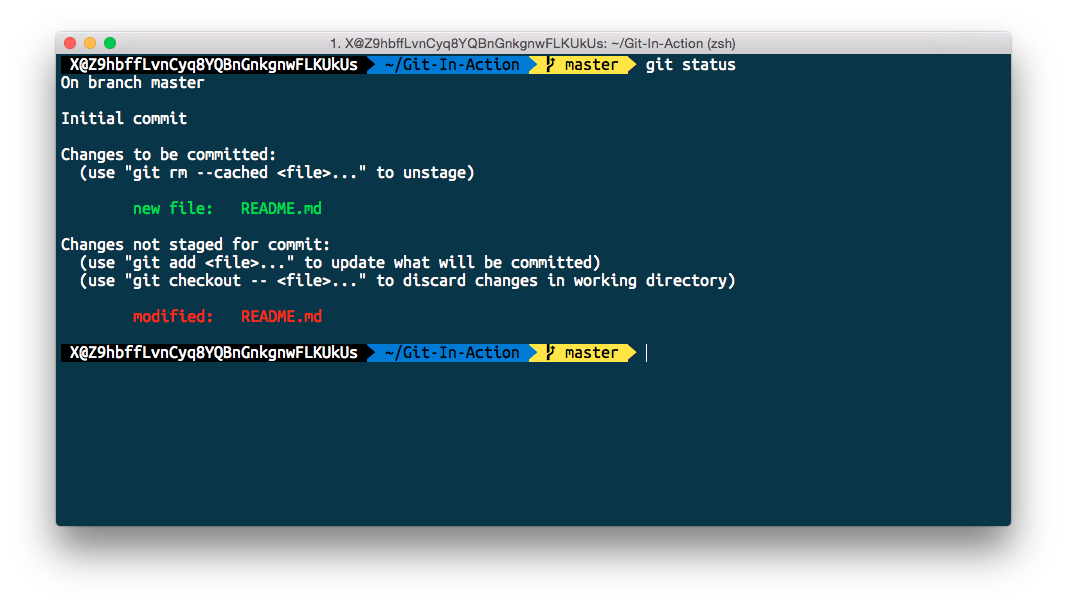 1. X@Z9hbffLvnCyq8YQBnGnkgnwFLKUkUs: ~/Git-In-Action (zsh)
X@Z9hbffLvnCyq8YQBnGnkgnwFLKUkUs ~/Git-In-Action master git status
On branch master
Initial commit
Changes to be committed:
(use "git rm --cached <file>..." to unstage)
new file: README.md
Changes not staged for commit:
(use "git add <file>..." to update what will be committed)
(use "git checkout -- <file>..." to discard changes in working directory)
modified: README.md
X@Z9hbffLvnCyq8YQBnGnkgnwFLKUkUs ~/Git-In-Action master